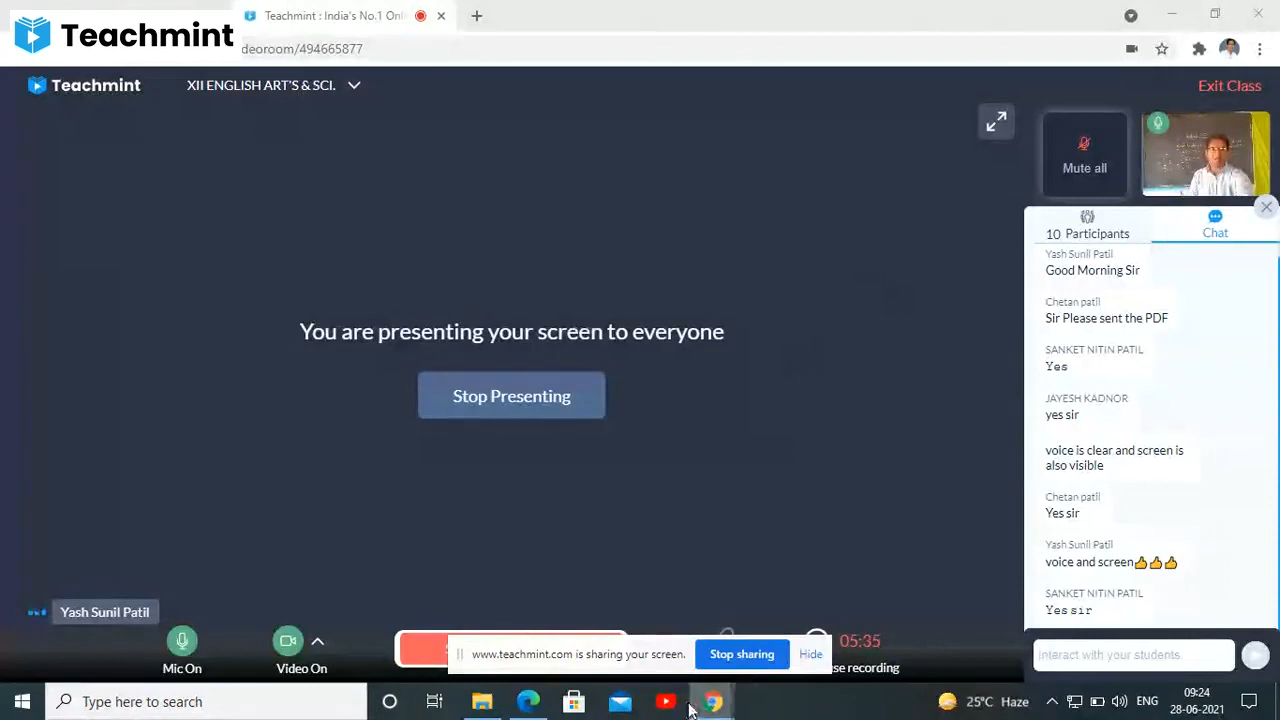 Teachmint : India's No.1 Onl
Teachmint
deoroom/494665877
Teachmint
XII ENGLISH ART'S & SCI.
Exit Class
Mute all
10 Participants
Chat
Yash Sunil Patil
Good Morning Sir
Chetan patil
Sir Please sent the PDF
SANKET NITIN PATIL
Yes
JAYESH KADNOR
yes sir
voice is clear and screen is
also visible
Chetan patil
Yes sir
Yash Sunil Patil
voice and screen👍👍👍
SANKET NITIN PATIL
Yes sir
You are presenting your screen to everyone
Stop Presenting
Yash Sunil Patil
Mic On
Video On
www.teachmint.com is sharing your screen.
Stop sharing
Hide
05:35
se recording
Interact with your students
Type here to search
25°C Haze
ENG
09:24
28-06-2021